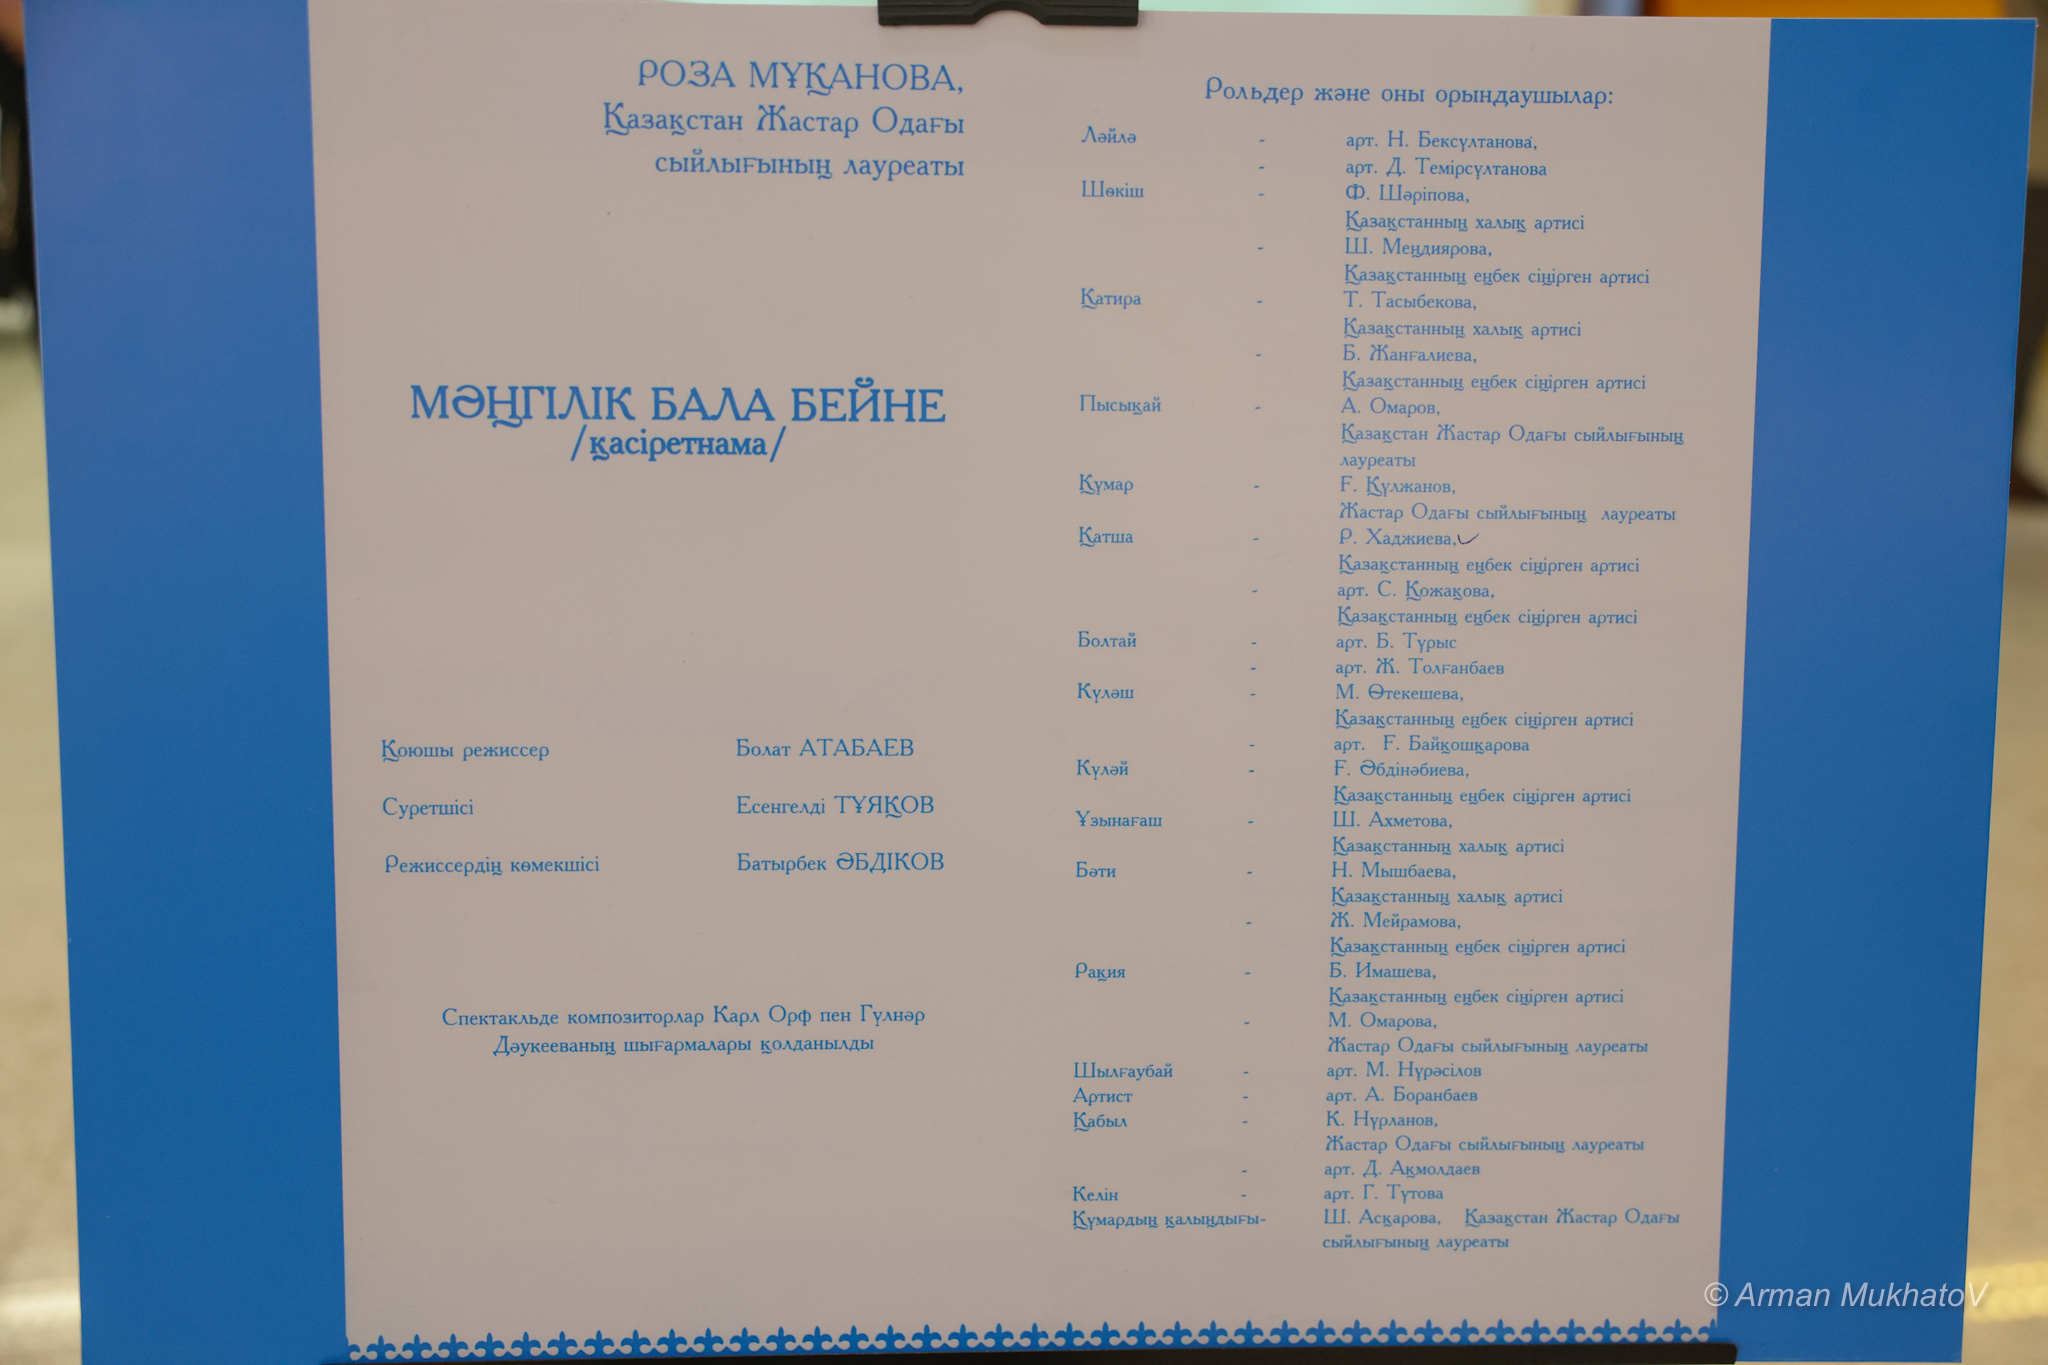 РОЗА МҰҚАНОВА,
Қазақстан Жастар Одағы
сыйлығының лауреаты
МӘҢГІЛІК БАЛА БЕЙНЕ
/қасіретнама/
Қоюшы режиссер Болат АТАБАЕВ
Суретшісі Есенгелді ТҰЯҚОВ
Режиссердің көмекшісі Батырбек ӘБДІКОВ
Спектакльде композиторлар Карл Орф пен Гүлнәр
Дәукееваның шығармалары қолданылды
Рольдер және оны орындаушылар:
Ләйлә - арт. Н. Бексұлтанова,
- арт. Д. Темірсұлтанова
Шөкіш - Ф. Шәріпова,
Қазақстанның халық артисі
- Ш. Меңдиярова,
Қазақстанның еңбек сіңірген артисі
Қатира - Т. Тасыбекова,
Қазақстанның халық артисі
- Б. Жанғалиева,
Қазақстанның еңбек сіңірген артисі
Пысықай - А. Омаров,
Қазақстан Жастар Одағы сыйлығының
лауреаты
Құмар - Ғ. Құлжанов,
Жастар Одағы сыйлығының лауреаты
Қатша - Р. Хаджиева,
Қазақстанның еңбек сіңірген артисі
- арт. С. Қожақова,
Қазақстанның еңбек сіңірген артисі
Болтай - арт. Б. Тұрыс
- арт. Ж. Толғанбаев
Күләш - М. Өтекешева,
Қазақстанның еңбек сіңірген артисі
- арт. Ғ. Байқошқарова
Күләй - Ғ. Әбдінәбиева,
Қазақстанның еңбек сіңірген артисі
Ұзынағаш - Ш. Ахметова,
Қазақстанның халық артисі
Бәти - Н. Мышбаева,
Қазақстанның халық артисі
- Ж. Мейрамова,
Қазақстанның еңбек сіңірген артисі
Рақия - Б. Имашева,
Қазақстанның еңбек сіңірген артисі
- М. Омарова,
Жастар Одағы сыйлығының лауреаты
Шылғаубай - арт. М. Нұрәсілов
Артист - арт. А. Боранбаев
Қабыл - К. Нұрланов,
Жастар Одағы сыйлығының лауреаты
- арт. Д. Ақмолдаев
Келін - арт. Г. Тутова
Құмардың қалыңдығы- Ш. Асқарова, Қазақстан Жастар Одағы
сыйлығының лауреаты
© Arman MukhatoV